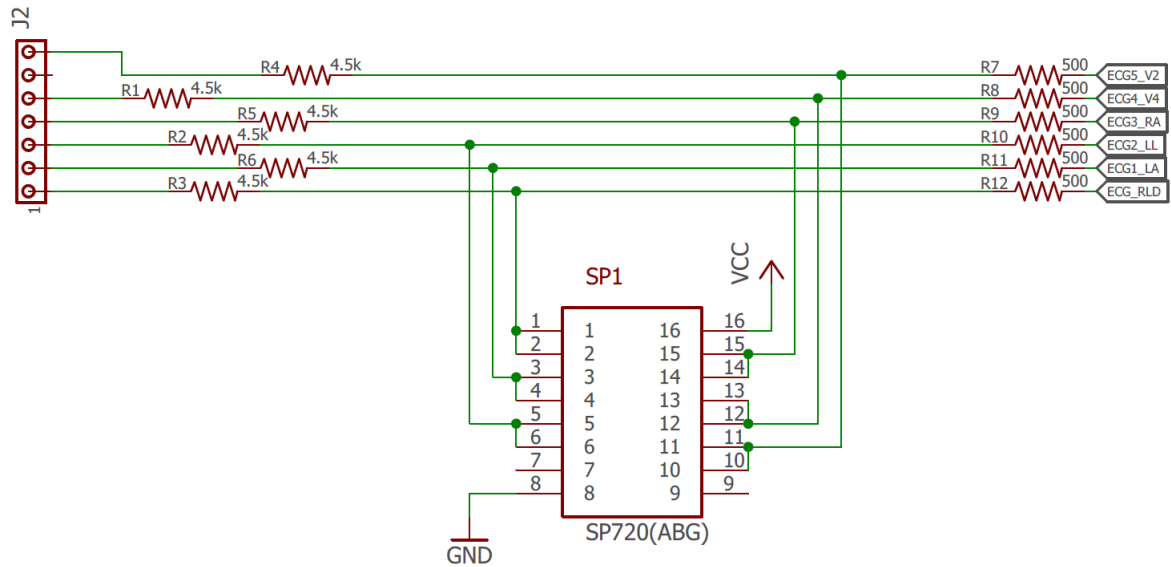 J2
R4 4.5k R7 500 ECG5_V2
R1 4.5k R8 500 ECG4_V4
R5 4.5k R9 500 ECG3_RA
R2 4.5k R10 500 ECG2_LL
R6 4.5k R11 500 ECG1_LA
R3 4.5k R12 500 ECG_RLD
1
VCC
SP1
1 1 16 16
2 2 15 15
3 3 14 14
4 4 13 13
5 5 12 12
6 6 11 11
7 7 10 10
8 8 9 9
SP720(ABG)
GND